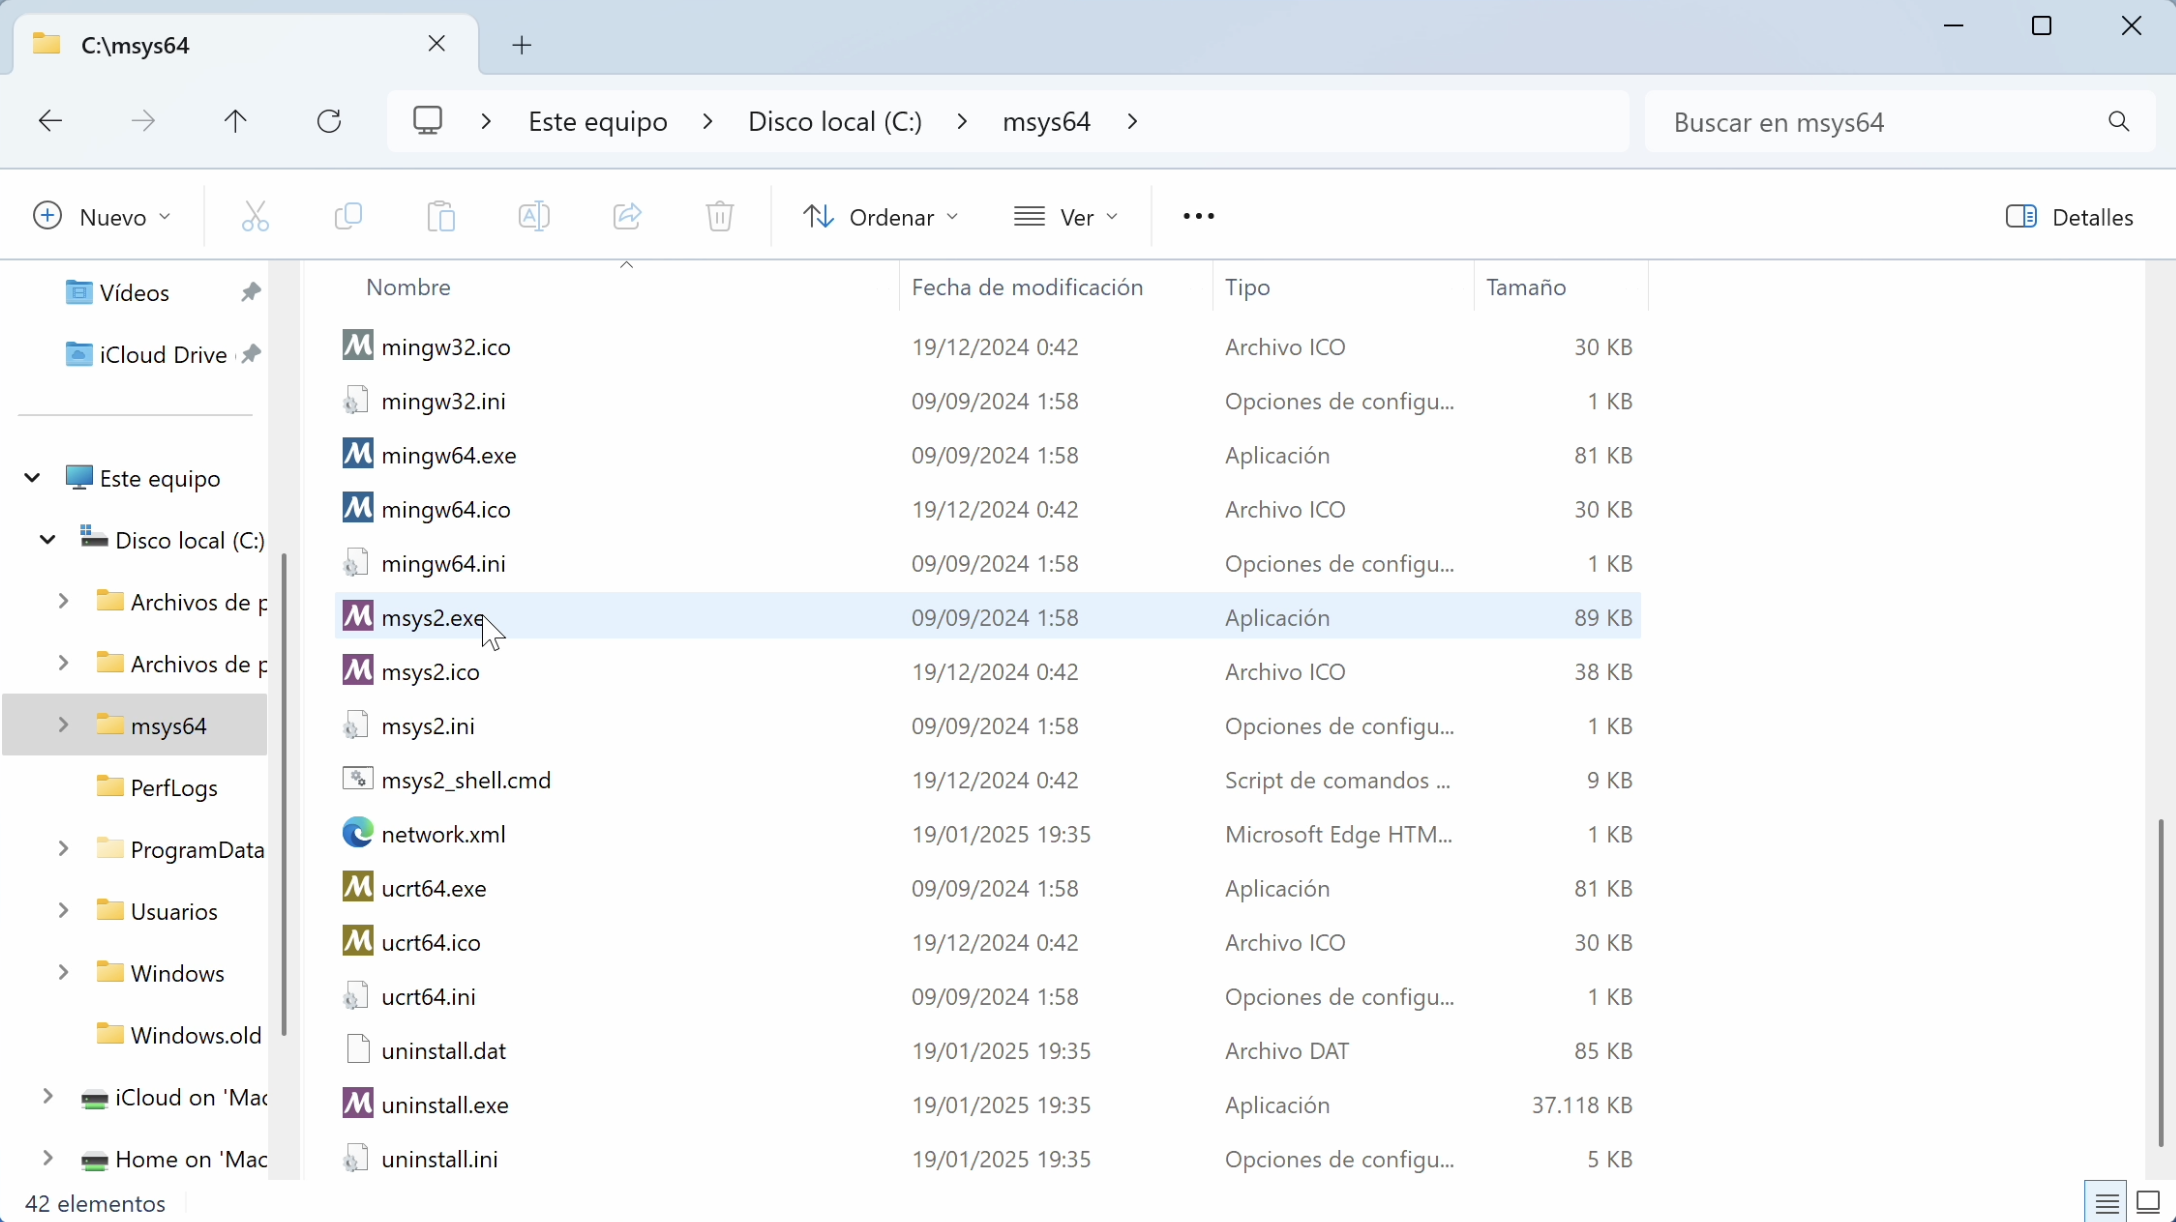 C:\msys64
Este equipo
Disco local (C:)
msys64
Buscar en msys64
Nuevo
Ordenar
Ver
Detalles
Vídeos
iCloud Drive
Este equipo
Disco local (C:)
Archivos de p
Archivos de p
msys64
PerfLogs
ProgramData
Usuarios
Windows
Windows.old
iCloud on 'Mac
Home on 'Mac
Nombre Fecha de modificación Tipo Tamaño
mingw32.ico 19/12/2024 0:42 Archivo ICO 30 KB
mingw32.ini 09/09/2024 1:58 Opciones de configu... 1 KB
mingw64.exe 09/09/2024 1:58 Aplicación 81 KB
mingw64.ico 19/12/2024 0:42 Archivo ICO 30 KB
mingw64.ini 09/09/2024 1:58 Opciones de configu... 1 KB
msys2.exe 09/09/2024 1:58 Aplicación 89 KB
msys2.ico 19/12/2024 0:42 Archivo ICO 38 KB
msys2.ini 09/09/2024 1:58 Opciones de configu... 1 KB
msys2_shell.cmd 19/12/2024 0:42 Script de comandos ... 9 KB
network.xml 19/01/2025 19:35 Microsoft Edge HTM... 1 KB
ucrt64.exe 09/09/2024 1:58 Aplicación 81 KB
ucrt64.ico 19/12/2024 0:42 Archivo ICO 30 KB
ucrt64.ini 09/09/2024 1:58 Opciones de configu... 1 KB
uninstall.dat 19/01/2025 19:35 Archivo DAT 85 KB
uninstall.exe 19/01/2025 19:35 Aplicación 37.118 KB
uninstall.ini 19/01/2025 19:35 Opciones de configu... 5 KB
42 elementos